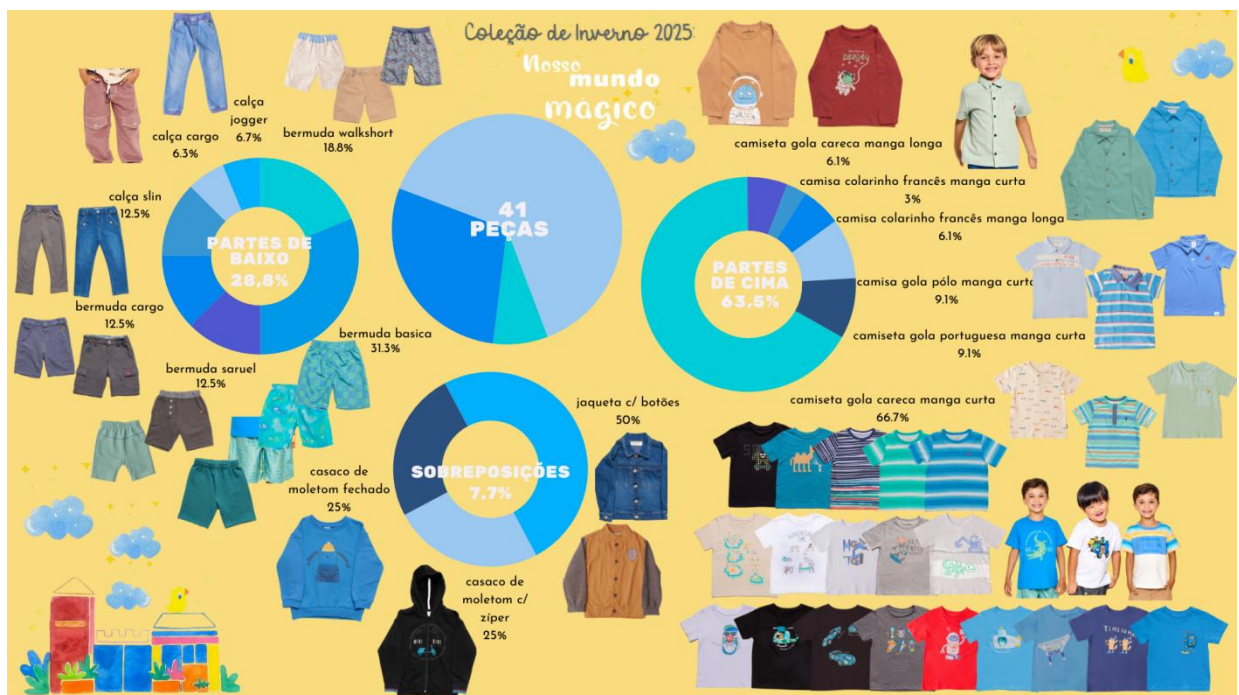 Coleção de Inverno 2025:
Nosso
mundo
magico
calça cargo
6.3%
calça
jogger
6.7%
bermuda walkshort
18.8%
calça slin
12.5%
bermuda cargo
12.5%
bermuda saruel
12.5%
bermuda basica
31.3%
PARTES DE
BAIXO
28,8%
41
PEÇAS
camiseta gola careca manga longa
6.1%
camisa colarinho francês manga curta
3%
camisa colarinho francês manga longa
6.1%
camisa gola pólo manga curta
9.1%
camiseta gola portuguesa manga curta
9.1%
camiseta gola careca manga curta
66.7%
PARTES
DE CIMA
63,5%
jaqueta c/ botões
50%
SOBREPOSIÇÕES
7,7%
casaco de
moletom fechado
25%
casaco de
moletom c/
zíper
25%